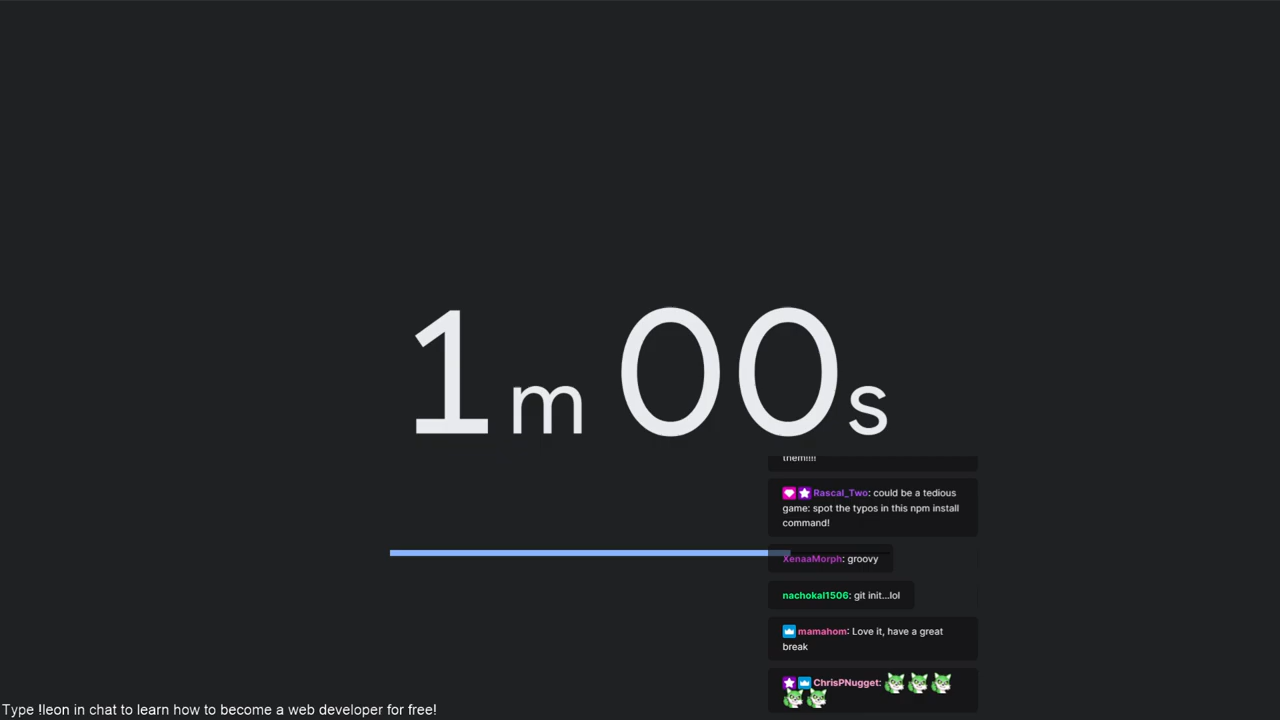 1m 00s
them!!!!
Rascal_Two: could be a tedious
game: spot the typos in this npm install
command!
XenaaMorph: groovy
nachokal1506: git init...lol
mamahom: Love it, have a great
break
ChrisPNugget:
Type !leon in chat to learn how to become a web developer for free!